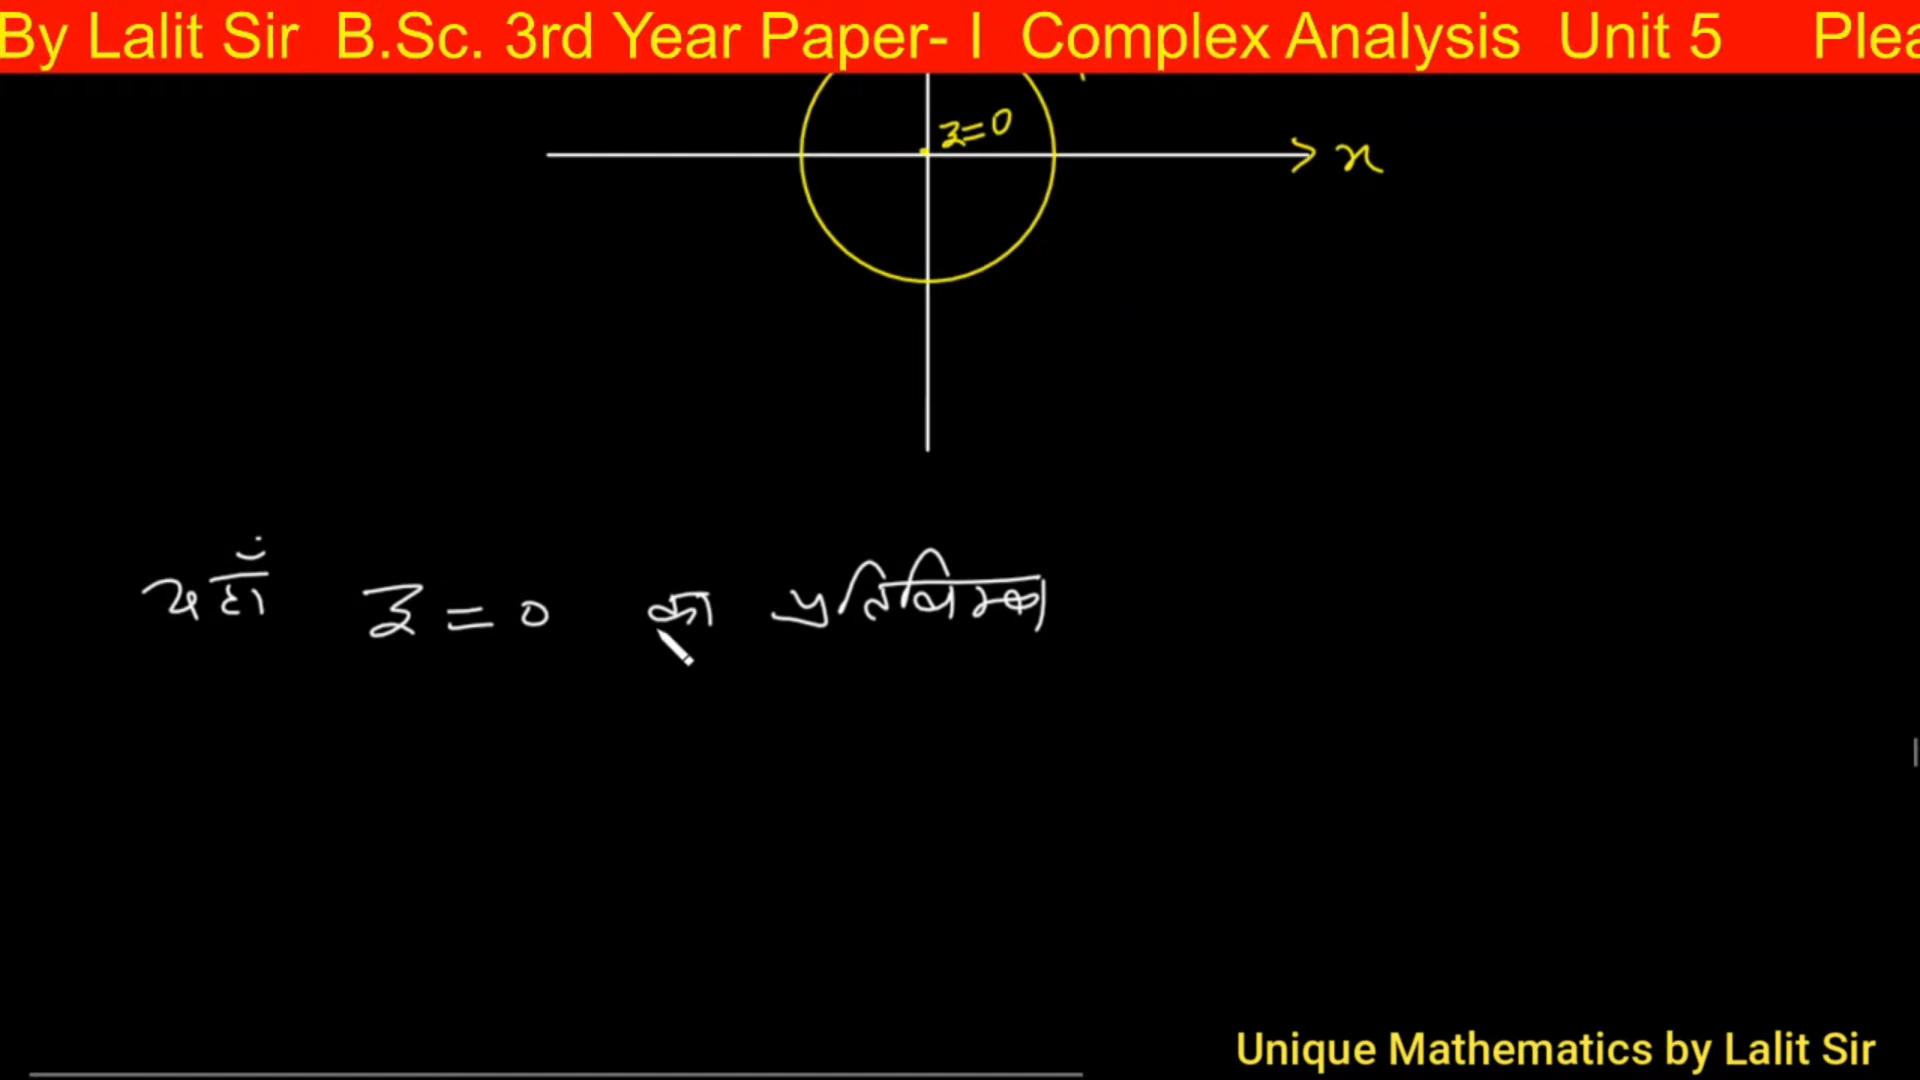 By Lalit Sir B.Sc. 3rd Year Paper- I Complex Analysis Unit 5 Plea
z=0
x
यहाँ z = 0 का प्रतिबिम्ब
Unique Mathematics by Lalit Sir